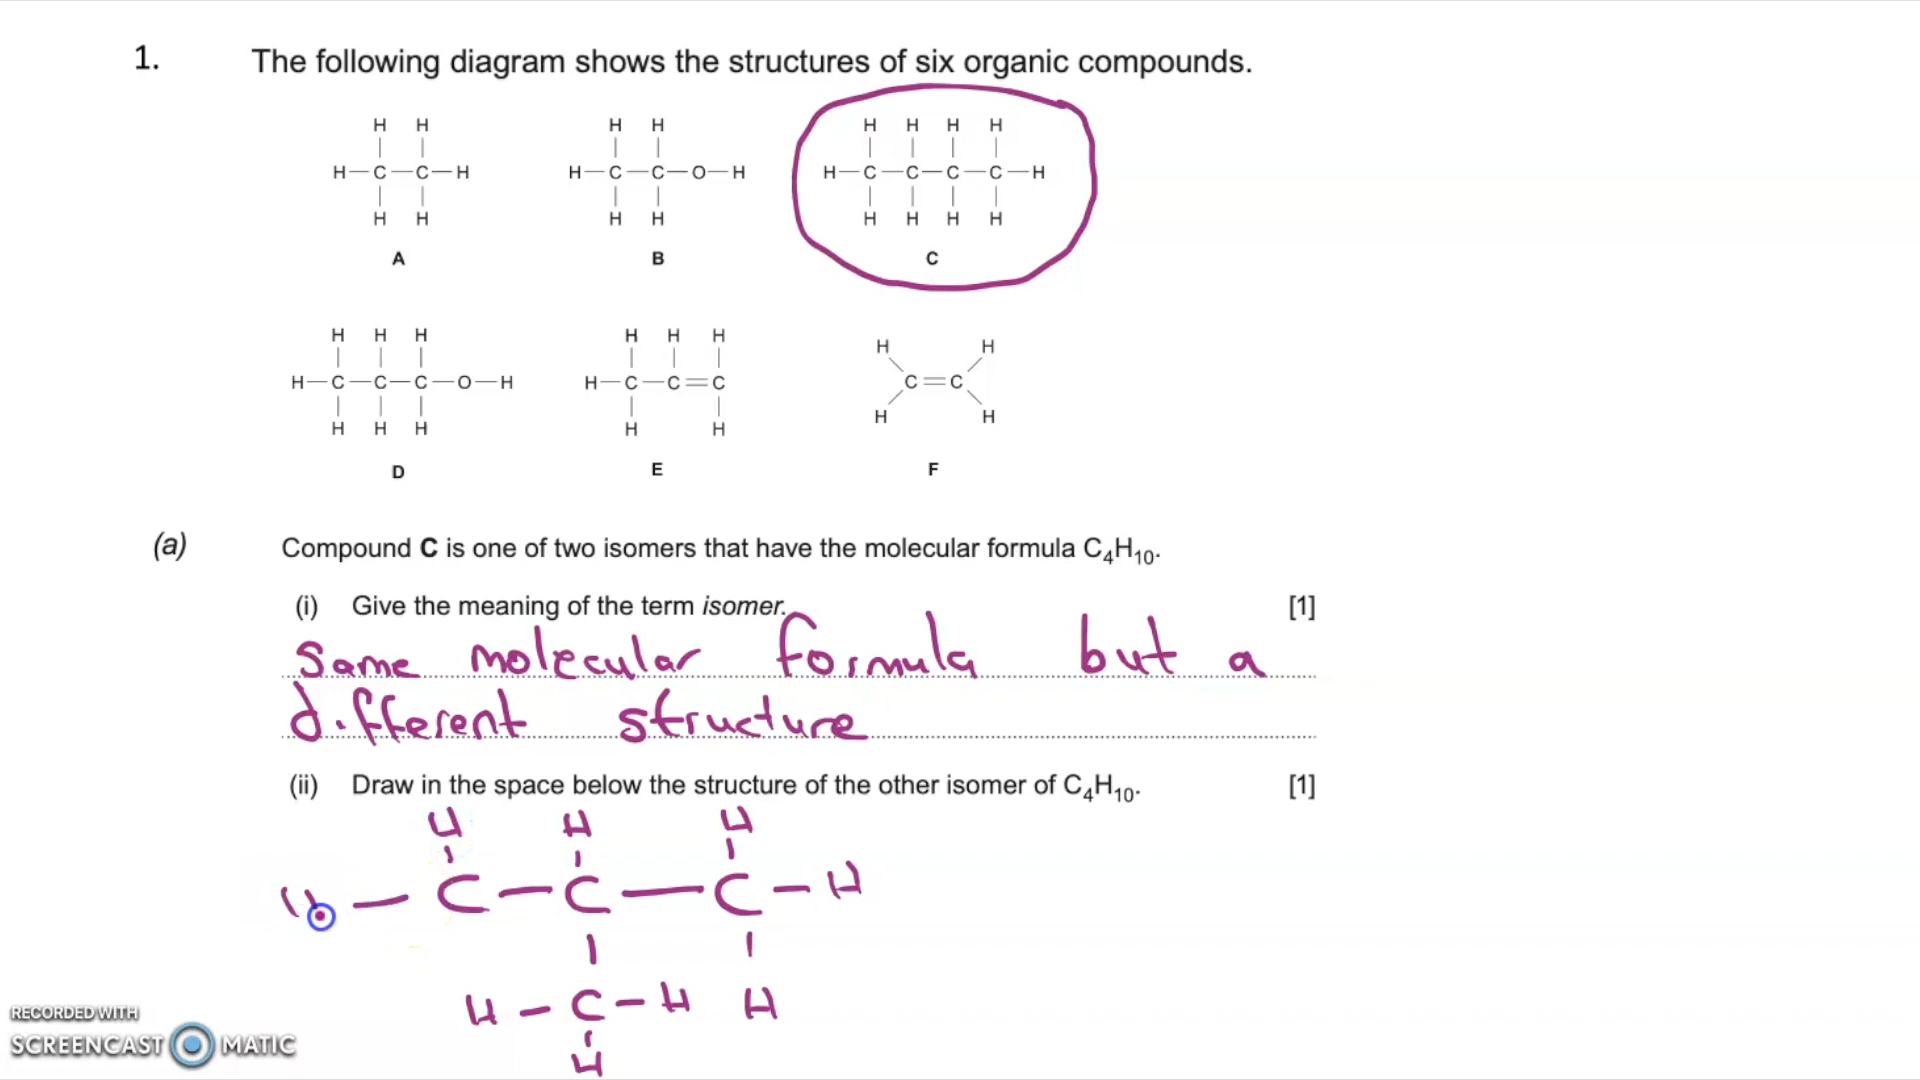 1. The following diagram shows the structures of six organic compounds.
H H H H H H H H
H—C—C—H H—C—C—O—H H—C—C—C—C—H
H H H H H H H H
A B C
H H H H H H
H—C—C—C—O—H H—C—C=C H H
C=C
H H H H H H H
D E F
(a) Compound C is one of two isomers that have the molecular formula C₄H₁₀.
(i) Give the meaning of the term isomer. [1]
Same molecular formula but a
different structure
(ii) Draw in the space below the structure of the other isomer of C₄H₁₀. [1]
H H H
H — C — C — C — H
H — C — H H
H
RECORDED WITH
SCREENCAST MATIC